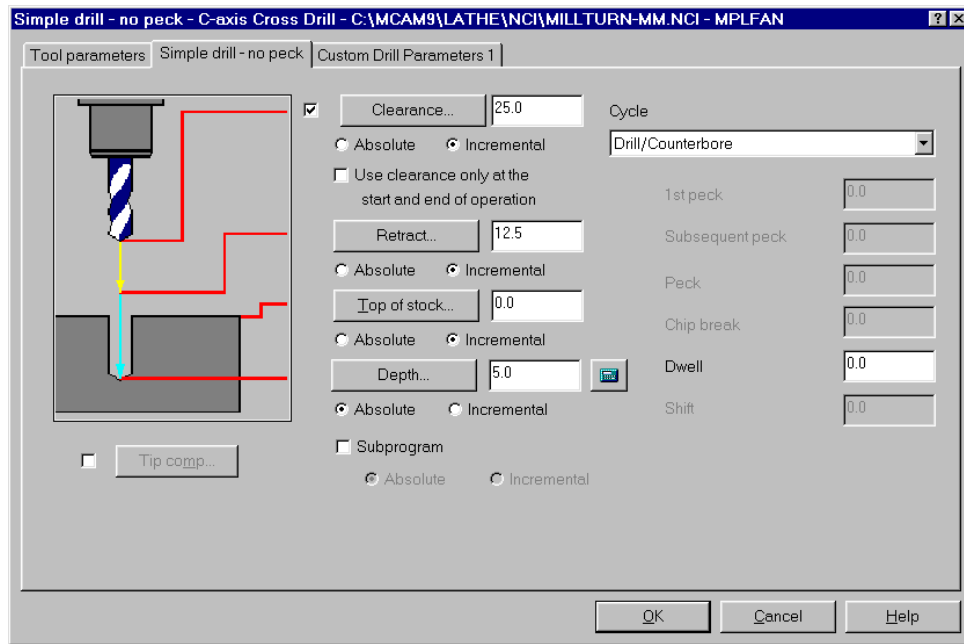 Simple drill - no peck - C-axis Cross Drill - C:\MCAM9\LATHE\NCI\MILLTURN-MM.NCI - MPLFAN
Tool parameters
Simple drill - no peck
Custom Drill Parameters 1
Clearance...
25.0
Absolute
Incremental
Use clearance only at the
start and end of operation
Retract...
12.5
Absolute
Incremental
Top of stock...
0.0
Absolute
Incremental
Depth...
5.0
Absolute
Incremental
Subprogram
Absolute
Incremental
Tip comp...
Cycle
Drill/Counterbore
1st peck
0.0
Subsequent peck
0.0
Peck
0.0
Chip break
0.0
Dwell
0.0
Shift
0.0
OK
Cancel
Help